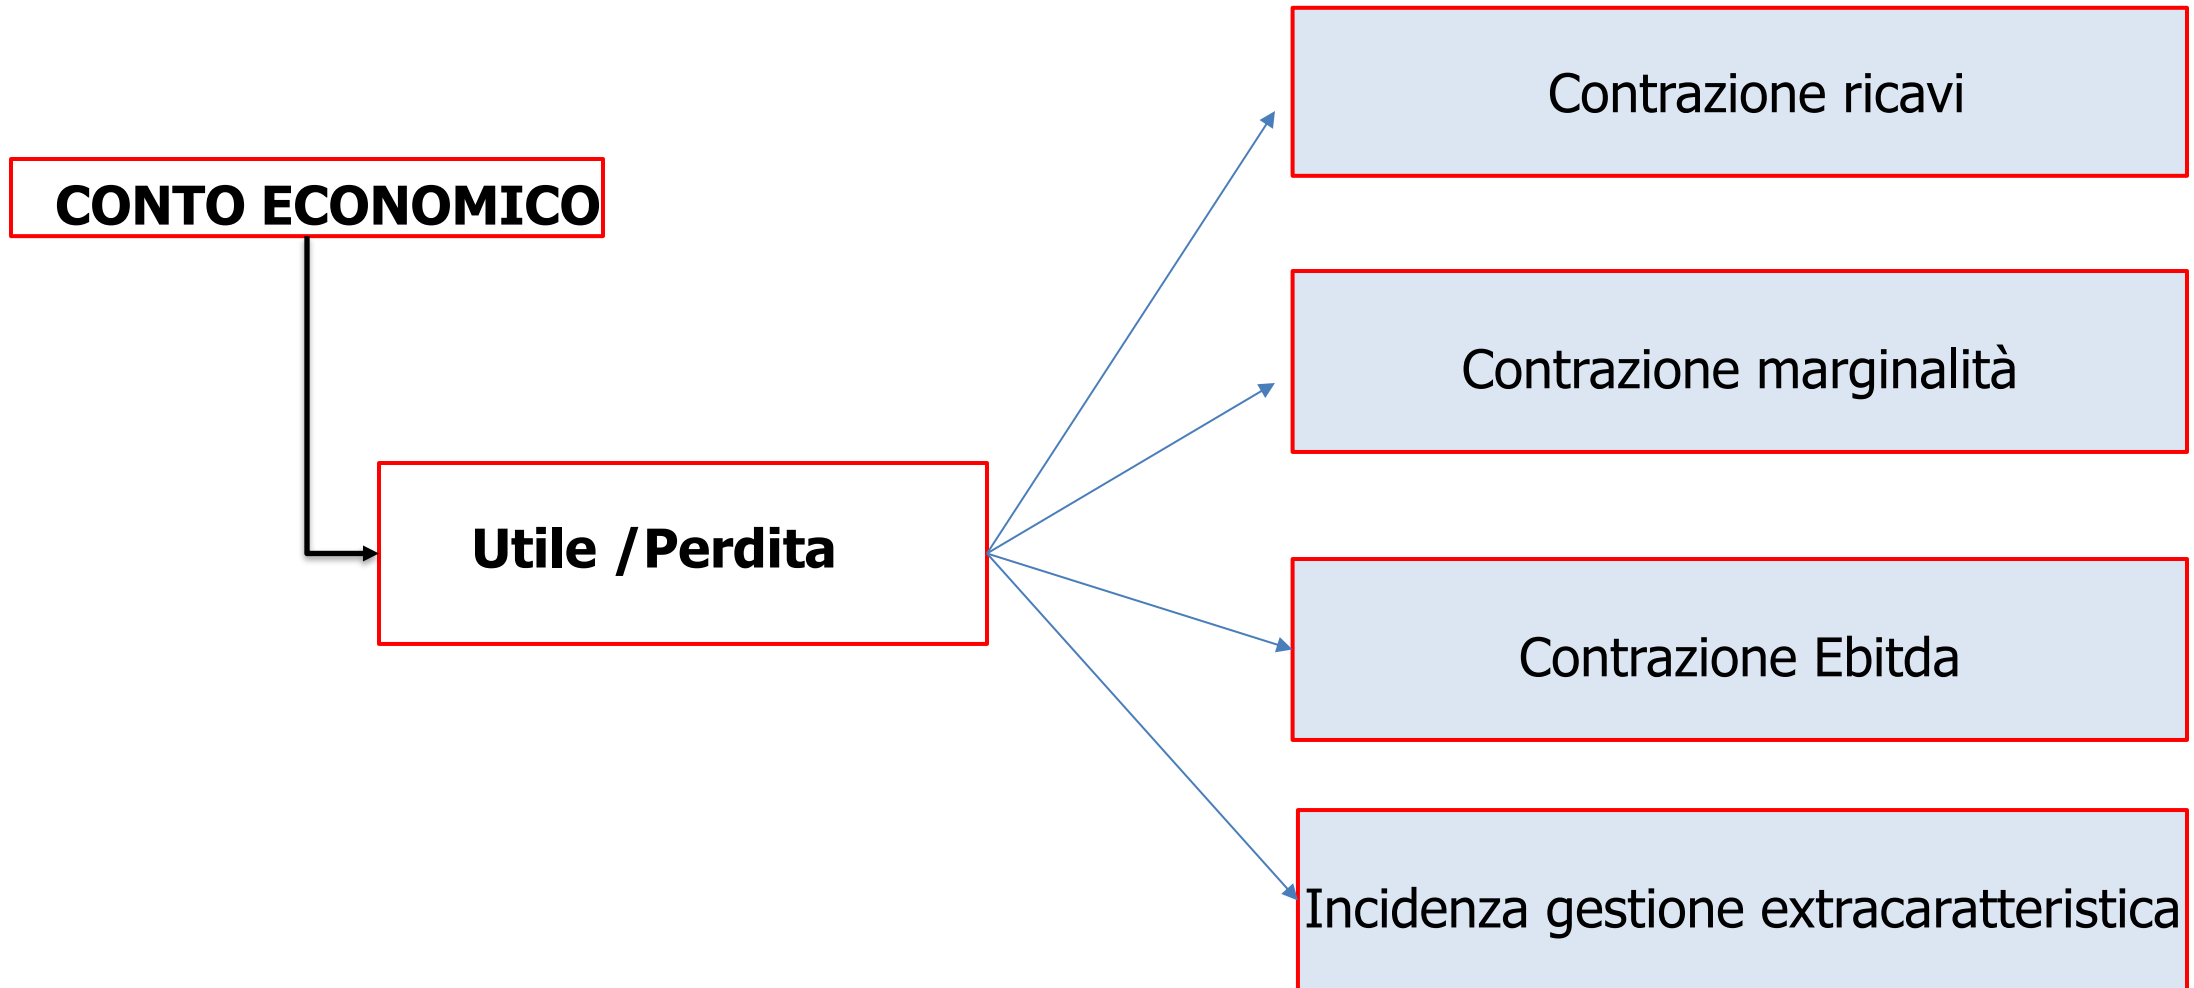 CONTO ECONOMICO
Utile /Perdita
Contrazione ricavi
Contrazione marginalità
Contrazione Ebitda
Incidenza gestione extracaratteristica